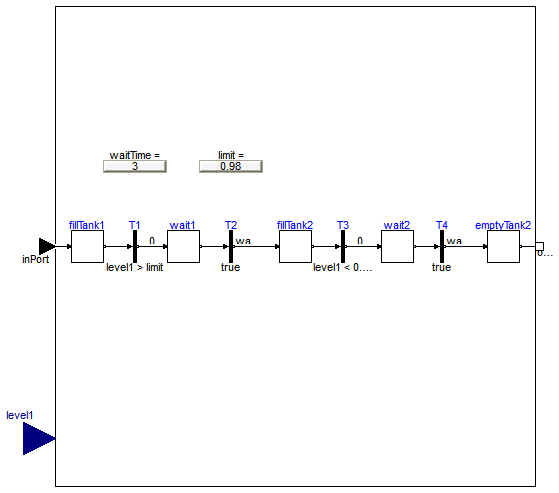 waitTime =
limit =
3
0.98
fillTank1
T1
wait1
T2
fillTank2
T3
wait2
T4
emptyTank2
0
wa
0
wa
inPort
level1 > limit
true
level1 < 0....
true
0...
level1